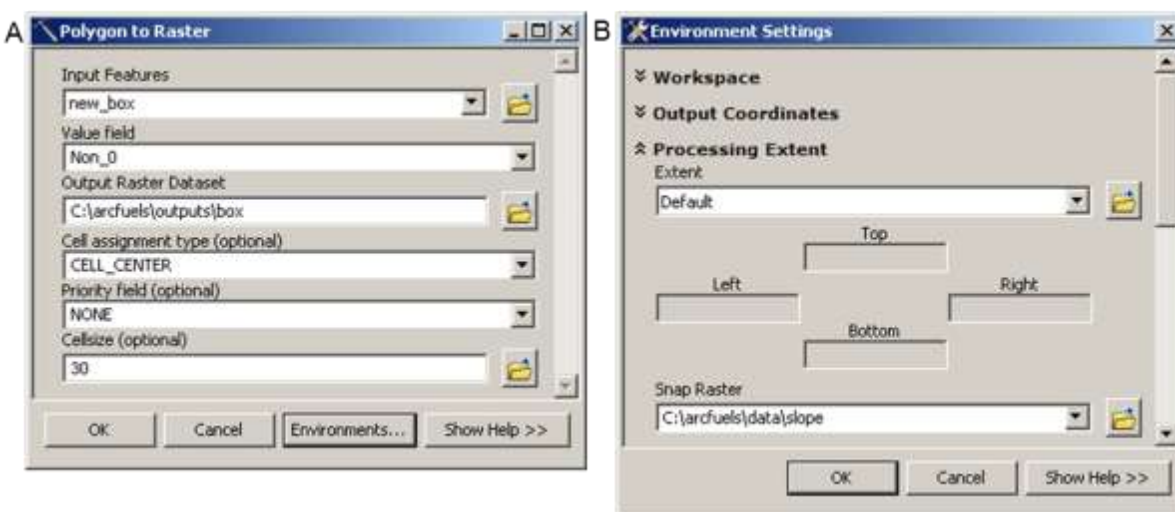 A
Polygon to Raster
Input Features
new_box
Value field
Non_0
Output Raster Dataset
C:\arcfuels\outputs\box
Cell assignment type (optional)
CELL_CENTER
Priority field (optional)
NONE
Cellsize (optional)
30
OK Cancel Environments... Show Help >>
B
Environment Settings
Workspace
Output Coordinates
Processing Extent
Extent
Default
Top
Left Right
Bottom
Snap Raster
C:\arcfuels\data\slope
OK Cancel Show Help >>